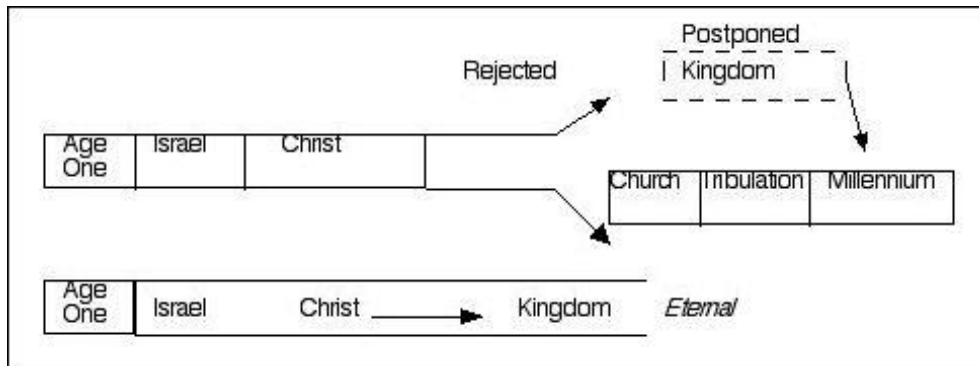 Postponed
Rejected
Kingdom
Age
One
Israel
Christ
Church
Tribulation
Millennium
Age
One
Israel
Christ
Kingdom
Eternal